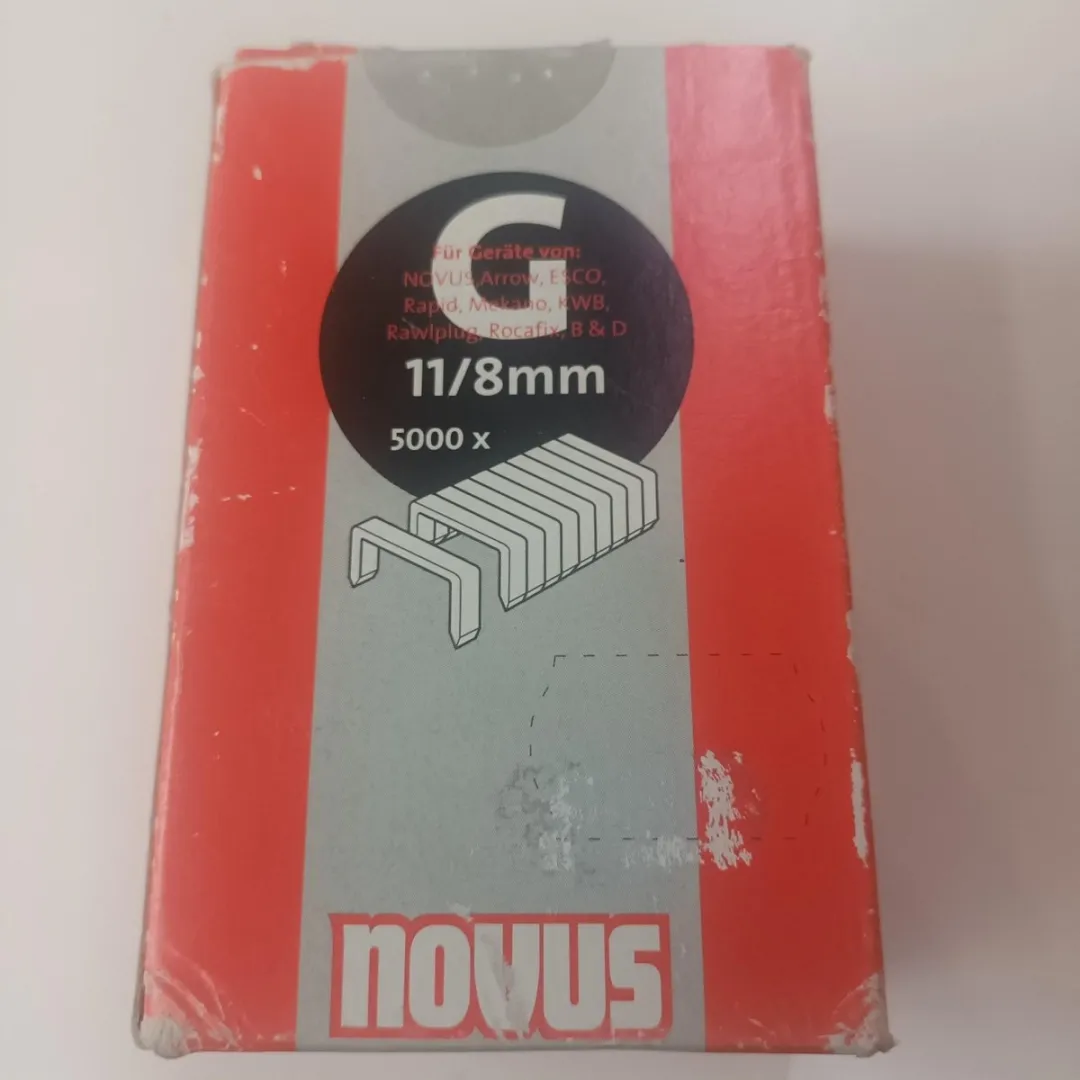 G
Für Geräte von:
NOVUS, Arrow, ESCO,
Rapid, Mekano, KWB,
Rawlplug, Rocafix, B & D
11/8mm
5000 x
novus